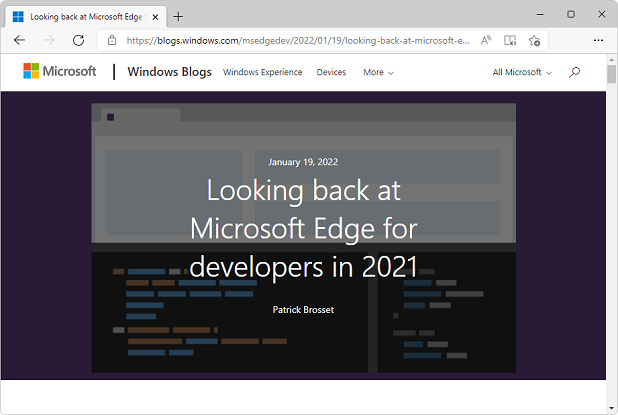 Looking back at Microsoft Edge f
https://blogs.windows.com/msedgedev/2022/01/19/looking-back-at-microsoft-e...
Microsoft | Windows Blogs Windows Experience Devices More All Microsoft
January 19, 2022
Looking back at
Microsoft Edge for
developers in 2021
Patrick Brosset